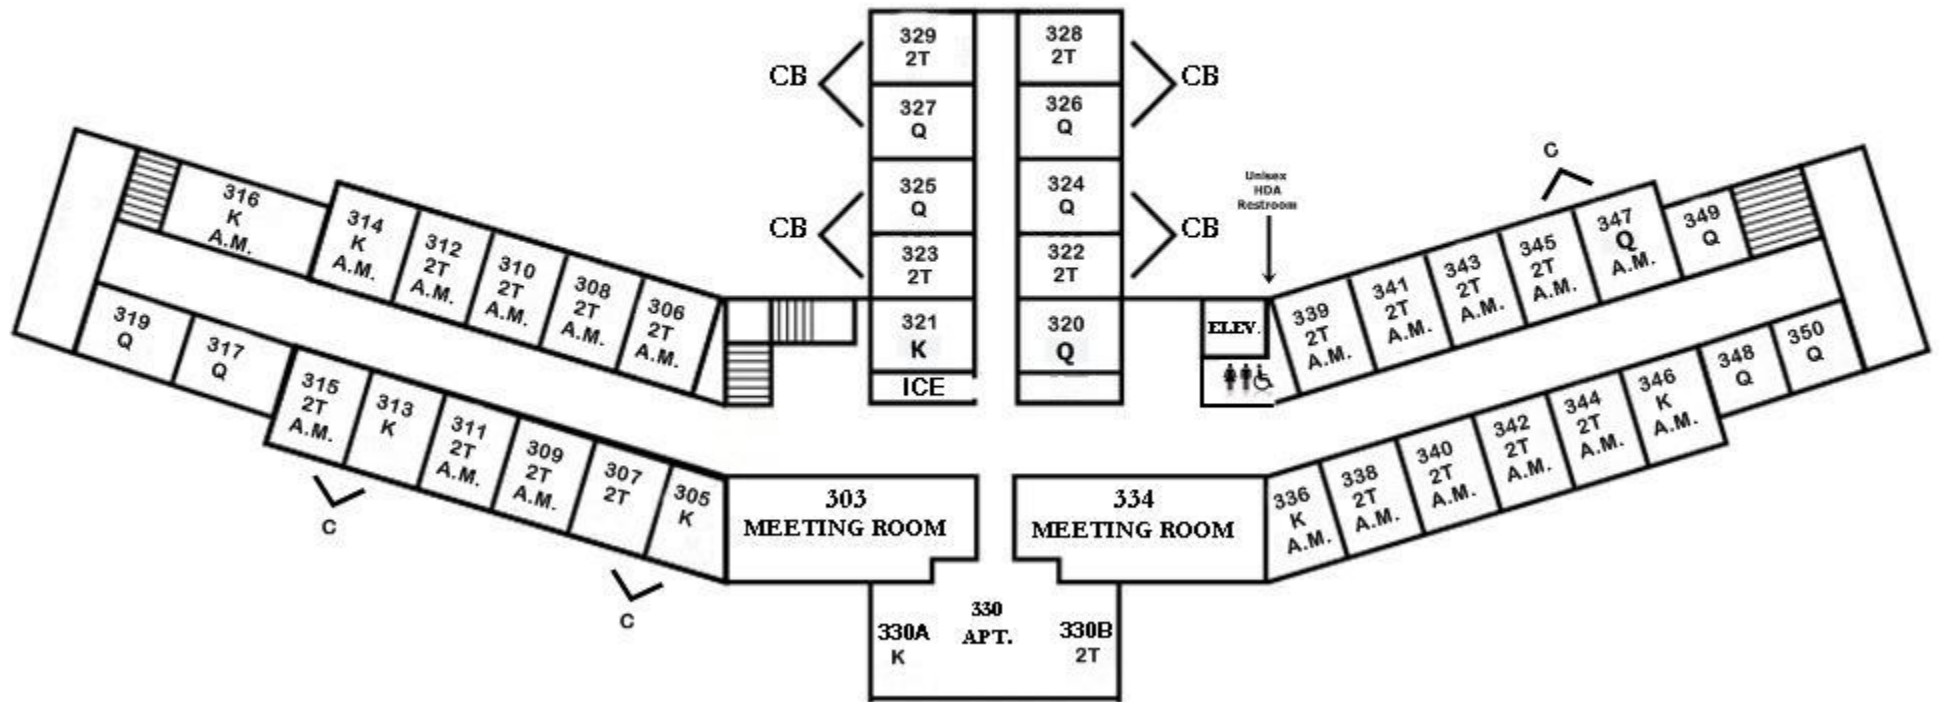 329
2T
328
2T
CB
CB
327
Q
326
Q
325
Q
324
Q
CB
CB
323
2T
322
2T
321
K
320
Q
ICE
316
K
A.M.
314
K
A.M.
312
2T
A.M.
310
2T
A.M.
308
2T
A.M.
306
2T
A.M.
319
Q
317
Q
315
2T
A.M.
313
K
311
2T
A.M.
309
2T
A.M.
307
2T
305
K
C
C
303
MEETING ROOM
334
MEETING ROOM
330A
K
330
APT.
330B
2T
Unisex
HDA
Restroom
ELEV.
C
339
2T
A.M.
341
2T
A.M.
343
2T
A.M.
345
2T
A.M.
347
Q
A.M.
349
Q
336
K
A.M.
338
2T
A.M.
340
2T
A.M.
342
2T
A.M.
344
2T
A.M.
346
K
A.M.
348
Q
350
Q